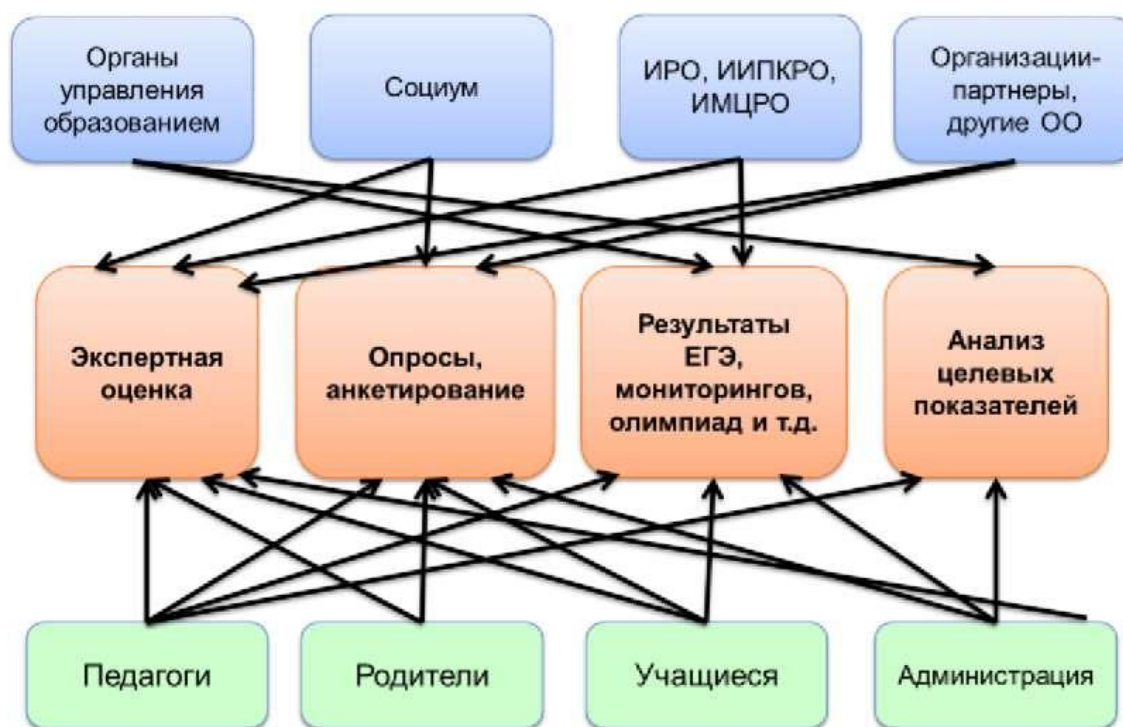 Органы
управления
образованием
Социум
ИРО, ИИПКРО,
ИМЦРО
Организации-
партнеры,
другие ОО
Экспертная
оценка
Опросы,
анкетирование
Результаты
ЕГЭ,
мониторингов,
олимпиад и т.д.
Анализ
целевых
показателей
Педагоги
Родители
Учащиеся
Администрация